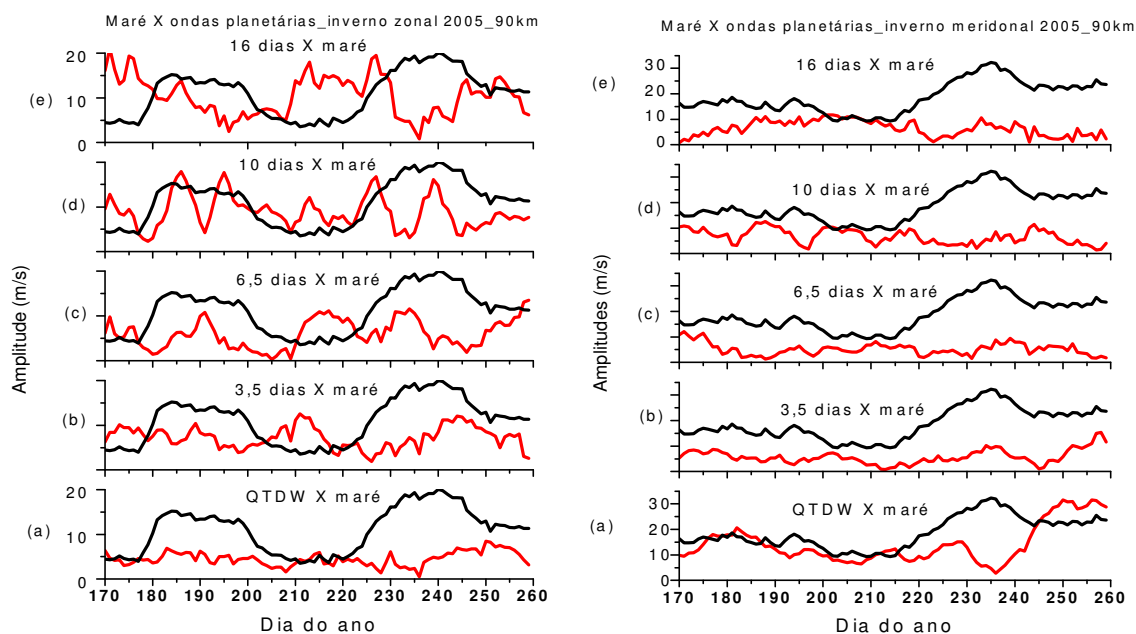 Maré X ondas planetárias_inverno zonal 2005_90km
16 dias X maré
20
10
0
(e)
10 dias X maré
(d)
6,5 dias X maré
(c)
3,5 dias X maré
(b)
QTDW X maré
20
10
0
(a)
170 180 190 200 210 220 230 240 250 260
Dia do ano
Amplitude (m/s)
Maré X ondas planetárias_inverno meridonal 2005_90km
16 dias X maré
30
20
10
0
(e)
10 dias X maré
(d)
6,5 dias X maré
(c)
3,5 dias X maré
(b)
QTDW X maré
30
20
10
0
(a)
170 180 190 200 210 220 230 240 250 260
Dia do ano
Amplitudes (m/s)